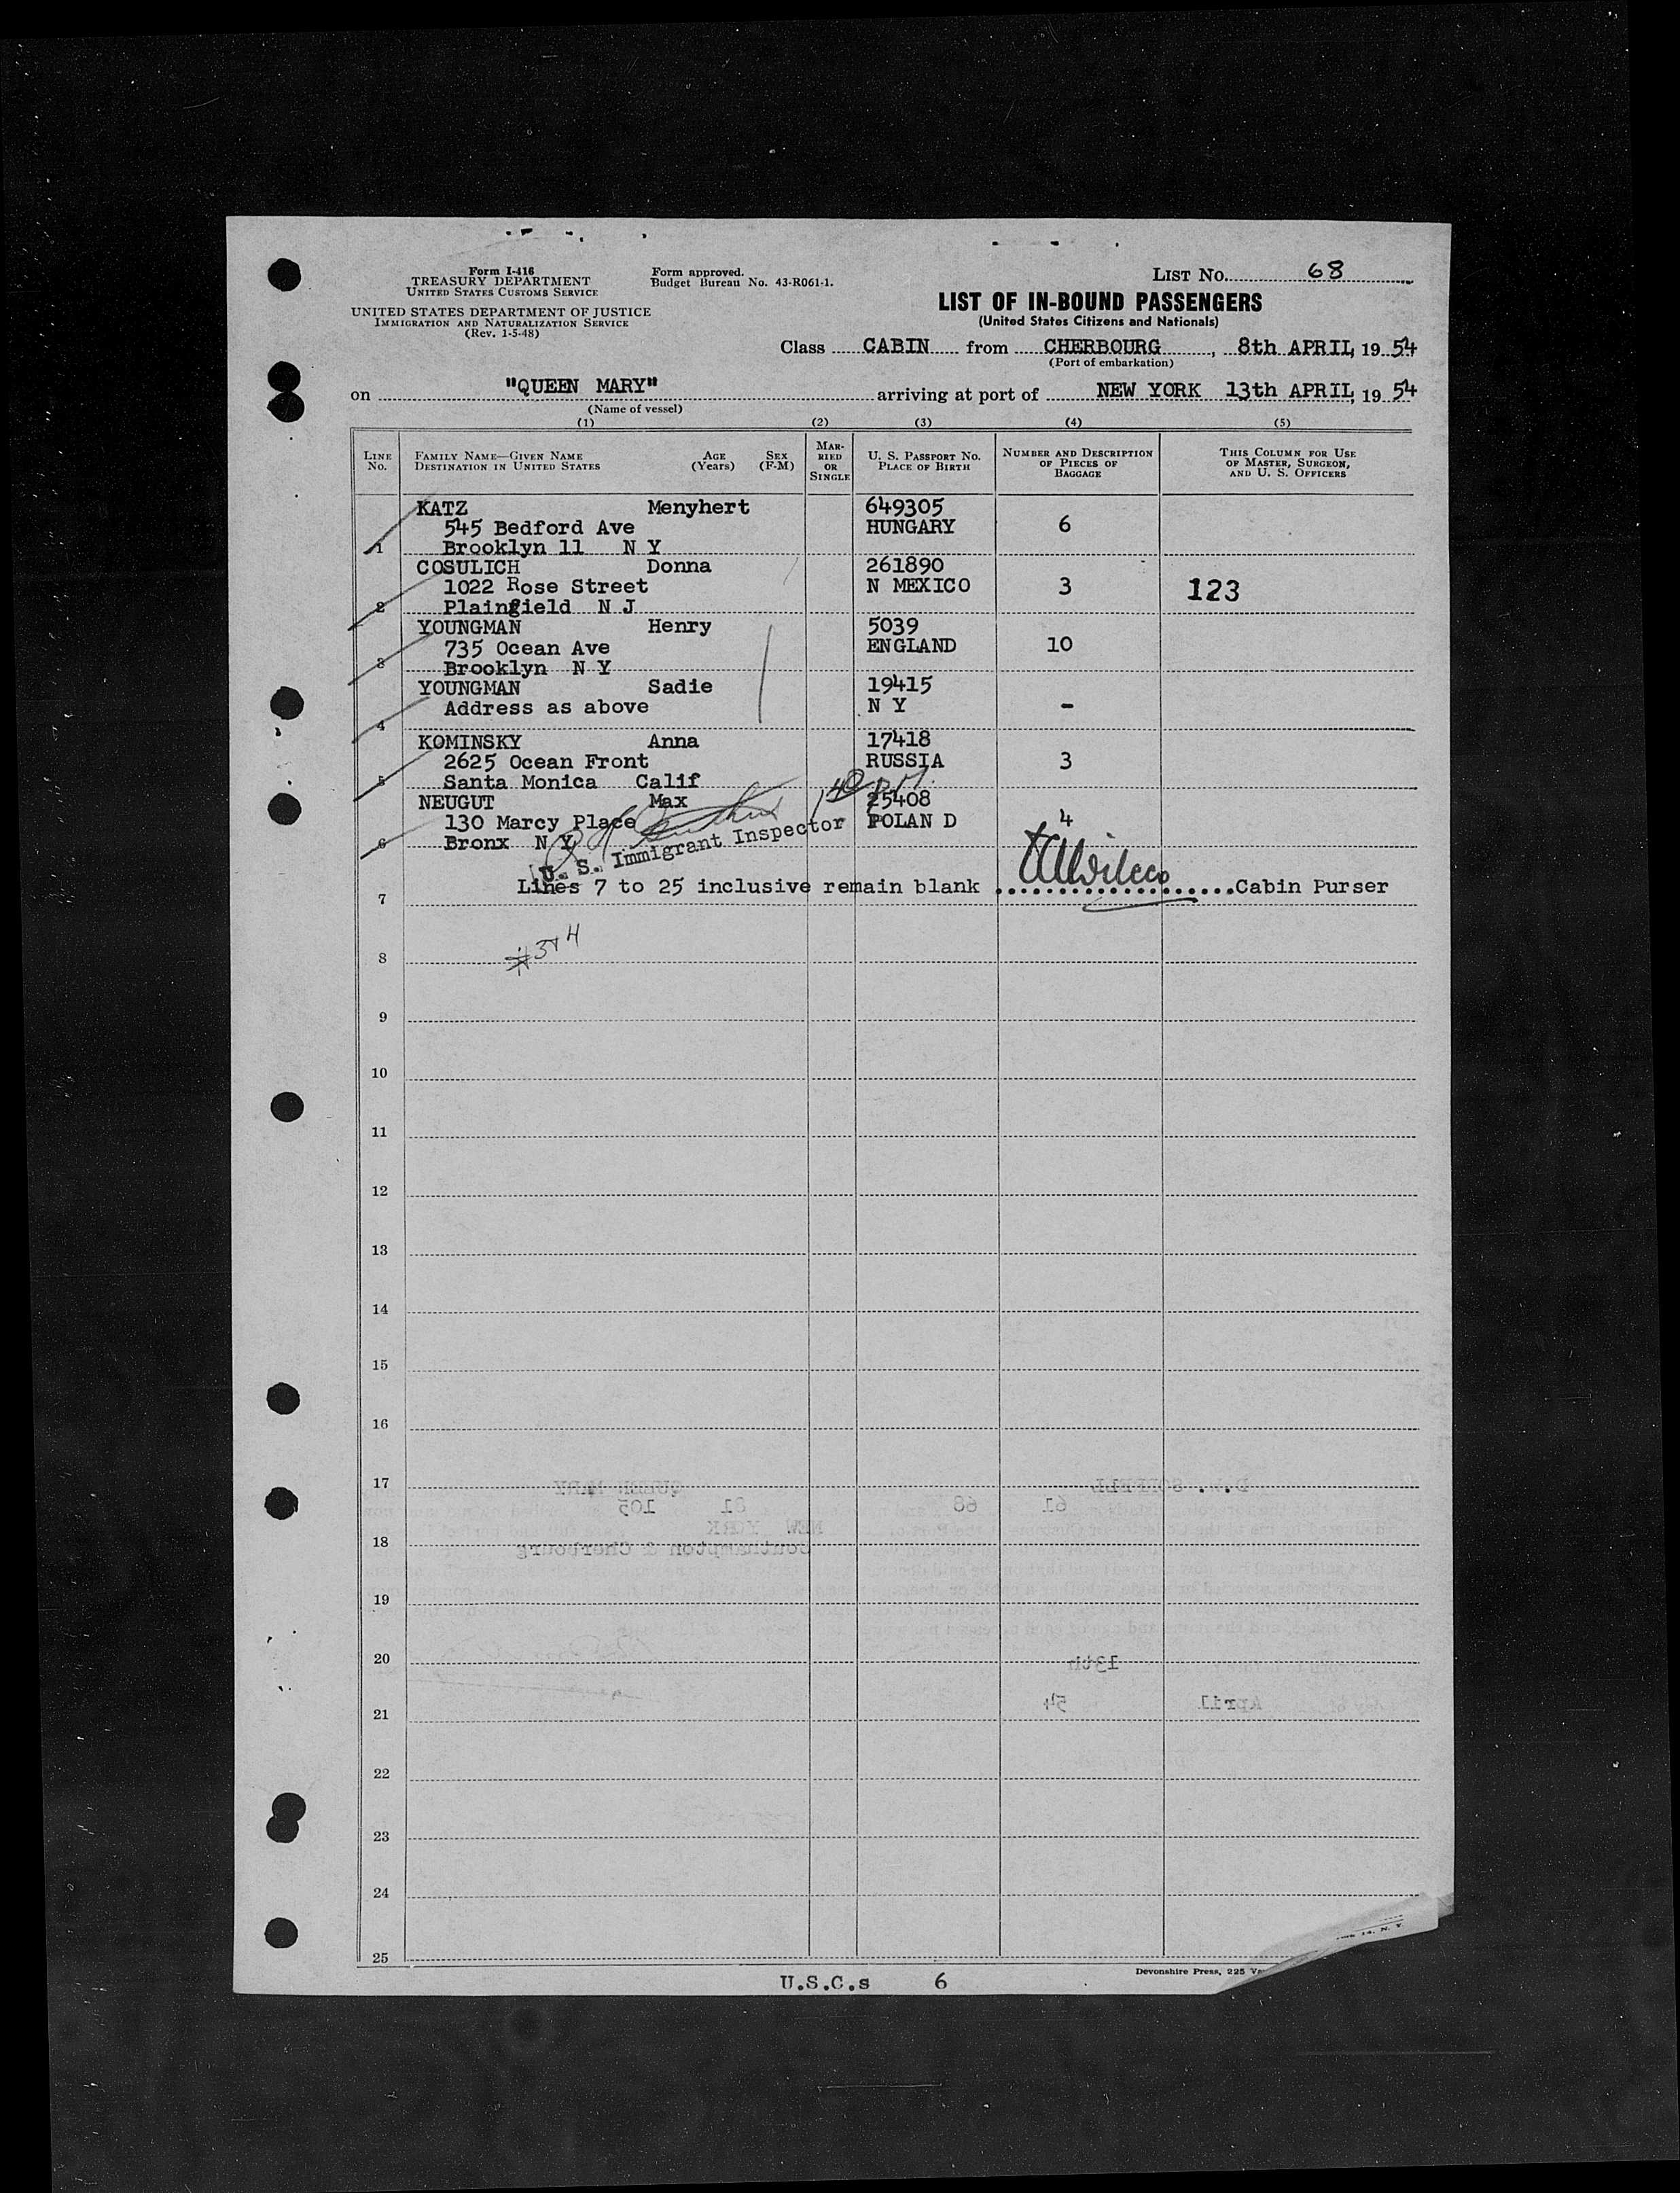 Form I-416
TREASURY DEPARTMENT
UNITED STATES CUSTOMS SERVICE
UNITED STATES DEPARTMENT OF JUSTICE
IMMIGRATION AND NATURALIZATION SERVICE
(Rev. 1-5-48)
Form approved.
Budget Bureau No. 43-R061-1.
LIST NO. 68
LIST OF IN-BOUND PASSENGERS
(United States Citizens and Nationals)
Class CABIN from CHERBOURG, 8th APRIL, 19 54
(Port of embarkation)
on "QUEEN MARY" arriving at port of NEW YORK 13th APRIL, 19 54
(Name of vessel)
(1) (2) (3) (4) (5)
LINE No. FAMILY NAME—GIVEN NAME DESTINATION IN UNITED STATES AGE (Years) SEX (F-M) MARRIED OR SINGLE U. S. PASSPORT NO. PLACE OF BIRTH NUMBER AND DESCRIPTION OF PIECES OF BAGGAGE THIS COLUMN FOR USE OF MASTER, SURGEON, AND U. S. OFFICERS
KATZ Menyhert 649305
545 Bedford Ave HUNGARY 6
1 Brooklyn 11 N Y
COSULICH Donna 261890
1022 Rose Street N MEXICO 3 123
2 Plainfield N J
YOUNGMAN Henry 5039
735 Ocean Ave ENGLAND 10
3 Brooklyn N Y
YOUNGMAN Sadie 19415
Address as above N Y -
4
KOMINSKY Anna 17418
2625 Ocean Front RUSSIA 3
5 Santa Monica Calif
NEUGUT Max 25408
130 Marcy Place POLAN D 4
6 Bronx N Y
U. S. Immigrant Inspector
Lines 7 to 25 inclusive remain blank ....................Cabin Purser
7
#3+4
8
9
10
11
12
13
14
15
16
17
18
19
20
21
22
23
24
25
U.S.C.s 6
Devonshire Press, 225